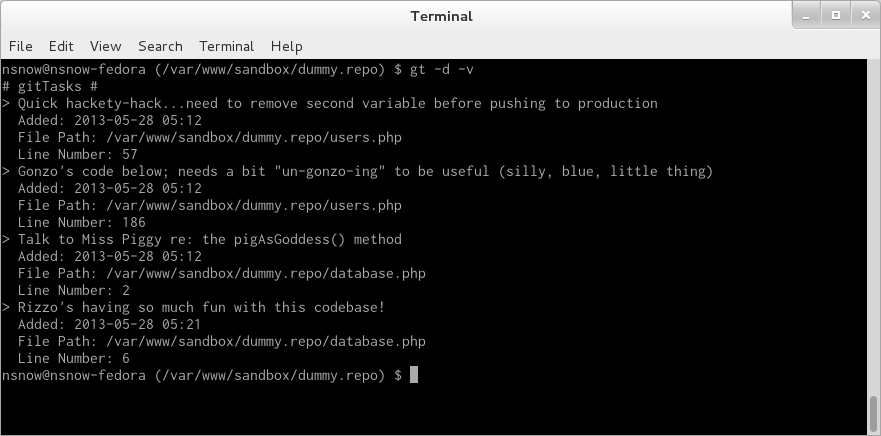 Terminal
File Edit View Search Terminal Help
nsnow@nsnow-fedora (/var/www/sandbox/dummy.repo) $ gt -d -v
# gitTasks #
> Quick hackety-hack...need to remove second variable before pushing to production
  Added: 2013-05-28 05:12
  File Path: /var/www/sandbox/dummy.repo/users.php
  Line Number: 57
> Gonzo's code below; needs a bit "un-gonzo-ing" to be useful (silly, blue, little thing)
  Added: 2013-05-28 05:12
  File Path: /var/www/sandbox/dummy.repo/users.php
  Line Number: 186
> Talk to Miss Piggy re: the pigAsGoddess() method
  Added: 2013-05-28 05:12
  File Path: /var/www/sandbox/dummy.repo/database.php
  Line Number: 2
> Rizzo's having so much fun with this codebase!
  Added: 2013-05-28 05:21
  File Path: /var/www/sandbox/dummy.repo/database.php
  Line Number: 6
nsnow@nsnow-fedora (/var/www/sandbox/dummy.repo) $